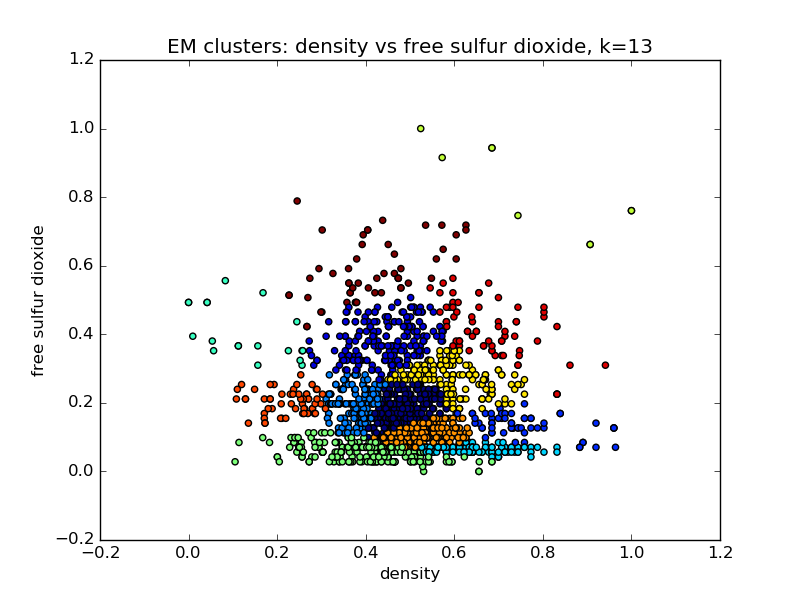 EM clusters: density vs free sulfur dioxide, k=13
1.2
1.0
0.8
0.6
0.4
0.2
0.0
−0.2
free sulfur dioxide
−0.2 0.0 0.2 0.4 0.6 0.8 1.0 1.2
density